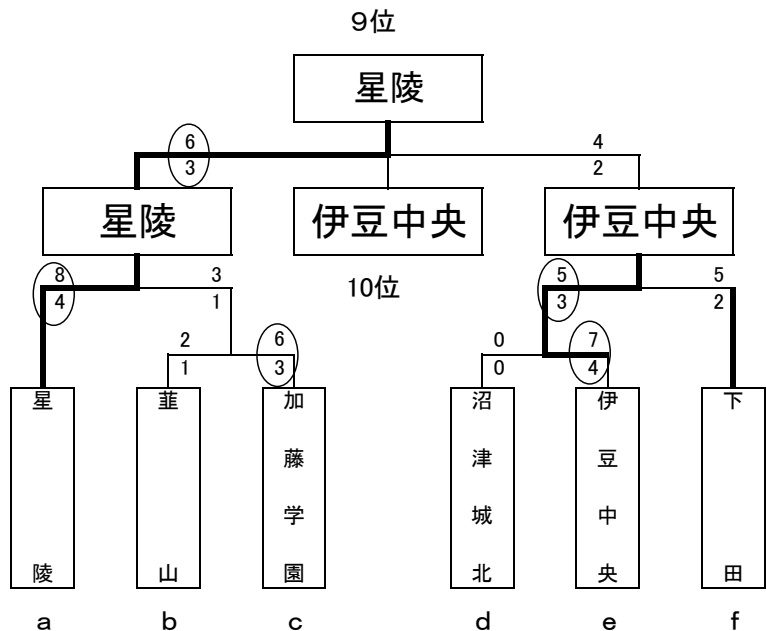 ９位
星陵
6 4
3 2
星陵 伊豆中央 伊豆中央
10位
8 3 5 5
4 1 3 2
2 6 0 7
1 3 0 4
星陵
韮山
加藤学園
沼津城北
伊豆中央
下田
a b c d e f